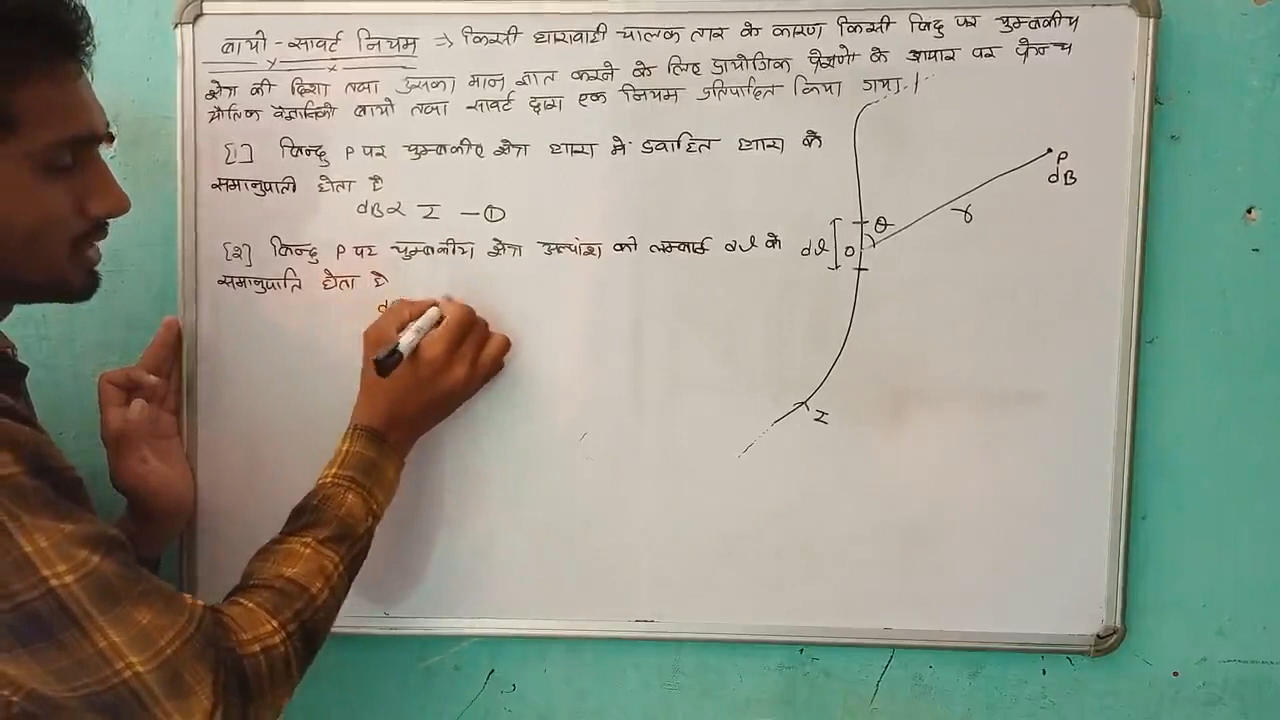 बायो - सावर्ट नियम => किसी धारावाही चालक तार के कारण किसी बिंदु पर चुम्बकीय
क्षेत्र की दिशा तथा उसका मान ज्ञात करने के लिए प्रायोगिक प्रेक्षणो के आधार पर फ्रेन्च
भौतिक वैज्ञानिको बायो तथा सावर्ट द्वारा एक नियम प्रतिपादित किया गया।
[1] बिन्दु P पर चुम्बकीए क्षेत्र धारा में प्रवाहित धारा के
समानुपाती होता है
dB ∝ I — ①
[२] बिन्दु P पर चुम्बकीय क्षेत्र अल्पांश की लम्बाई dl के
समानुपाति होता है
d
P
dB
r
θ
dl
O
I